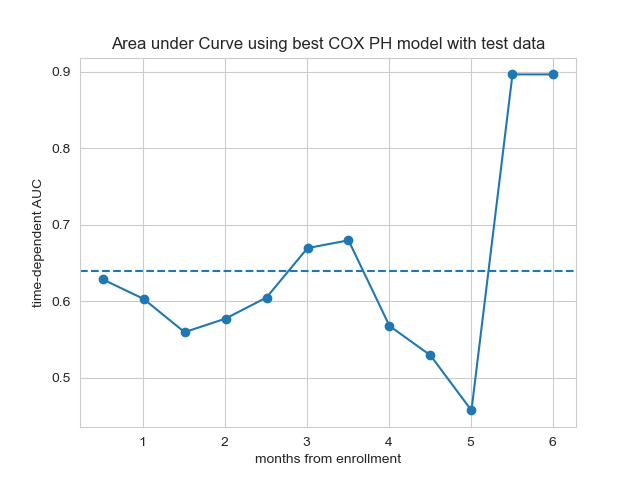 Area under Curve using best COX PH model with test data
time-dependent AUC
0.9
0.8
0.7
0.6
0.5
1 2 3 4 5 6
months from enrollment